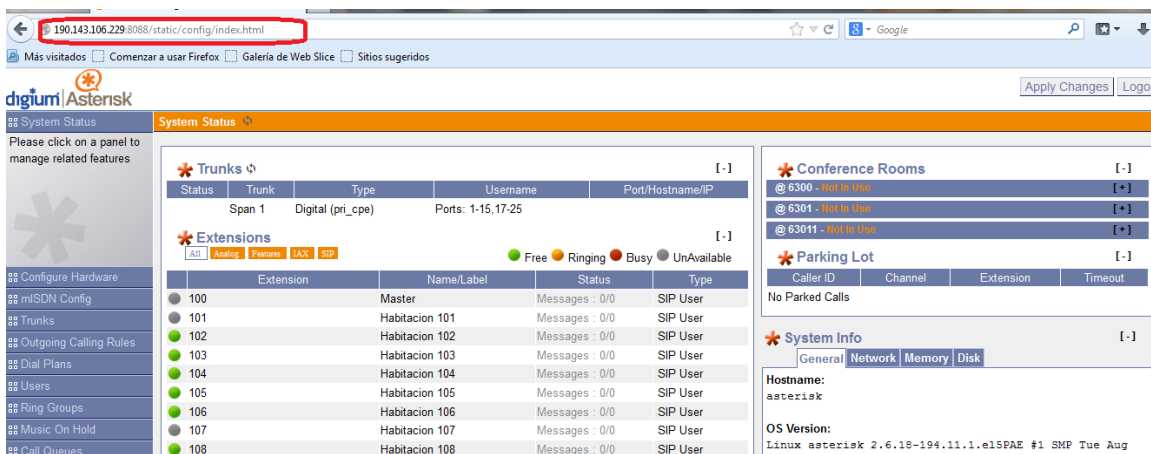 190.143.106.229:8088/static/config/index.html
Google
Más visitados Comenzar a usar Firefox Galería de Web Slice Sitios sugeridos
digium Asterisk
Apply Changes
Logo
System Status
Please click on a panel to
manage related features
Configure Hardware
mISDN Config
Trunks
Outgoing Calling Rules
Dial Plans
Users
Ring Groups
Music On Hold
Call Queues
System Status
Trunks [-]
Status Trunk Type Username Port/Hostname/IP
Span 1 Digital (pri_cpe) Ports: 1-15,17-25
Extensions [-]
All Analog Features IAX SIP
Free Ringing Busy UnAvailable
Extension Name/Label Status Type
100 Master Messages : 0/0 SIP User
101 Habitacion 101 Messages : 0/0 SIP User
102 Habitacion 102 Messages : 0/0 SIP User
103 Habitacion 103 Messages : 0/0 SIP User
104 Habitacion 104 Messages : 0/0 SIP User
105 Habitacion 105 Messages : 0/0 SIP User
106 Habitacion 106 Messages : 0/0 SIP User
107 Habitacion 107 Messages : 0/0 SIP User
108 Habitacion 108 Messages : 0/0 SIP User
Conference Rooms [-]
@ 6300 - Not In Use [+]
@ 6301 - Not In Use [+]
@ 63011 - Not In Use [+]
Parking Lot [-]
Caller ID Channel Extension Timeout
No Parked Calls
System Info [-]
General Network Memory Disk
Hostname:
asterisk
OS Version:
Linux asterisk 2.6.18-194.11.1.el5PAE #1 SMP Tue Aug